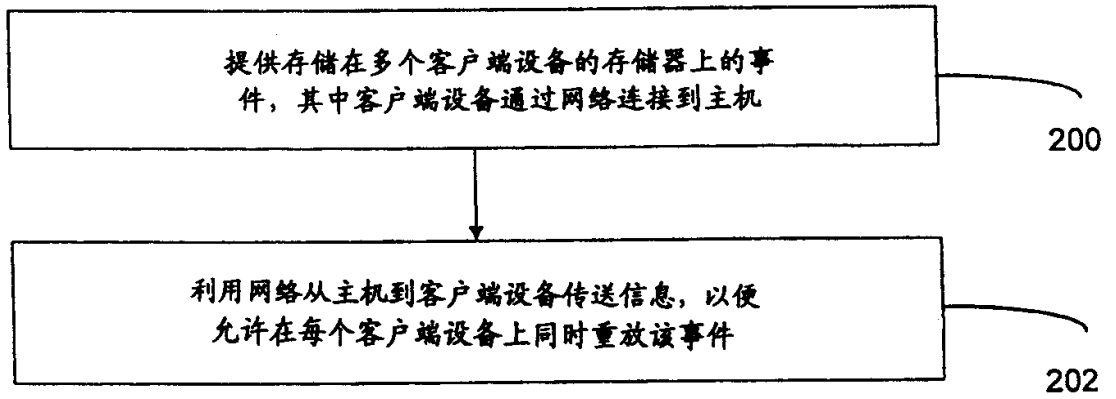 提供存储在多个客户端设备的存储器上的事
件，其中客户端设备通过网络连接到主机
200
利用网络从主机到客户端设备传送信息，以便
允许在每个客户端设备上同时重放该事件
202